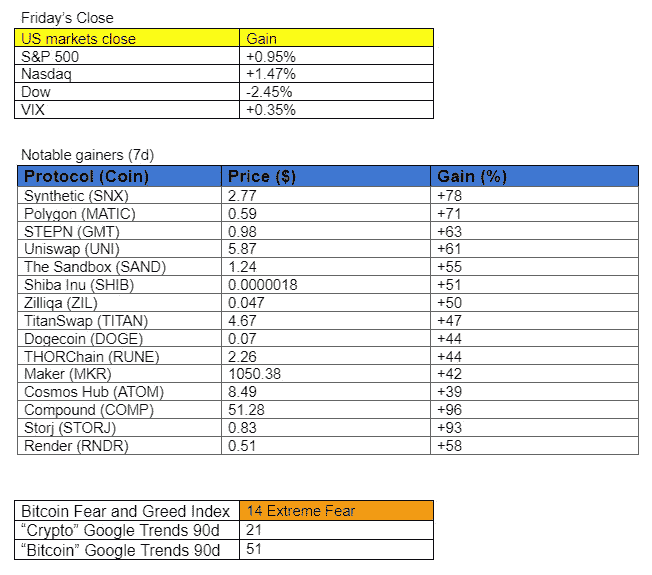 Friday's Close
US markets close Gain
S&P 500 +0.95%
Nasdaq +1.47%
Dow -2.45%
VIX +0.35%
Notable gainers (7d)
Protocol (Coin) Price ($) Gain (%)
Synthetic (SNX) 2.77 +78
Polygon (MATIC) 0.59 +71
STEPN (GMT) 0.98 +63
Uniswap (UNI) 5.87 +61
The Sandbox (SAND) 1.24 +55
Shiba Inu (SHIB) 0.0000018 +51
Zilliqa (ZIL) 0.047 +50
TitanSwap (TITAN) 4.67 +47
Dogecoin (DOGE) 0.07 +44
THORChain (RUNE) 2.26 +44
Maker (MKR) 1050.38 +42
Cosmos Hub (ATOM) 8.49 +39
Compound (COMP) 51.28 +96
Storj (STORJ) 0.83 +93
Render (RNDR) 0.51 +58
Bitcoin Fear and Greed Index 14 Extreme Fear
“Crypto” Google Trends 90d 21
“Bitcoin” Google Trends 90d 51